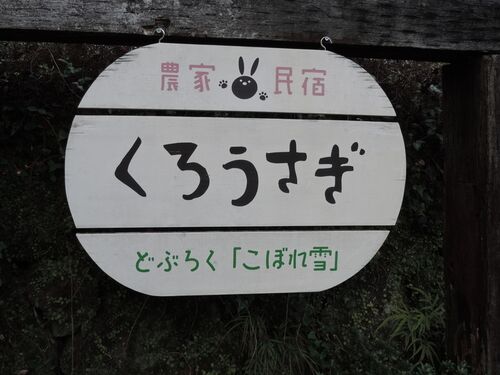 農家 民宿
くろうさぎ
どぶろく「こぼれ雪」